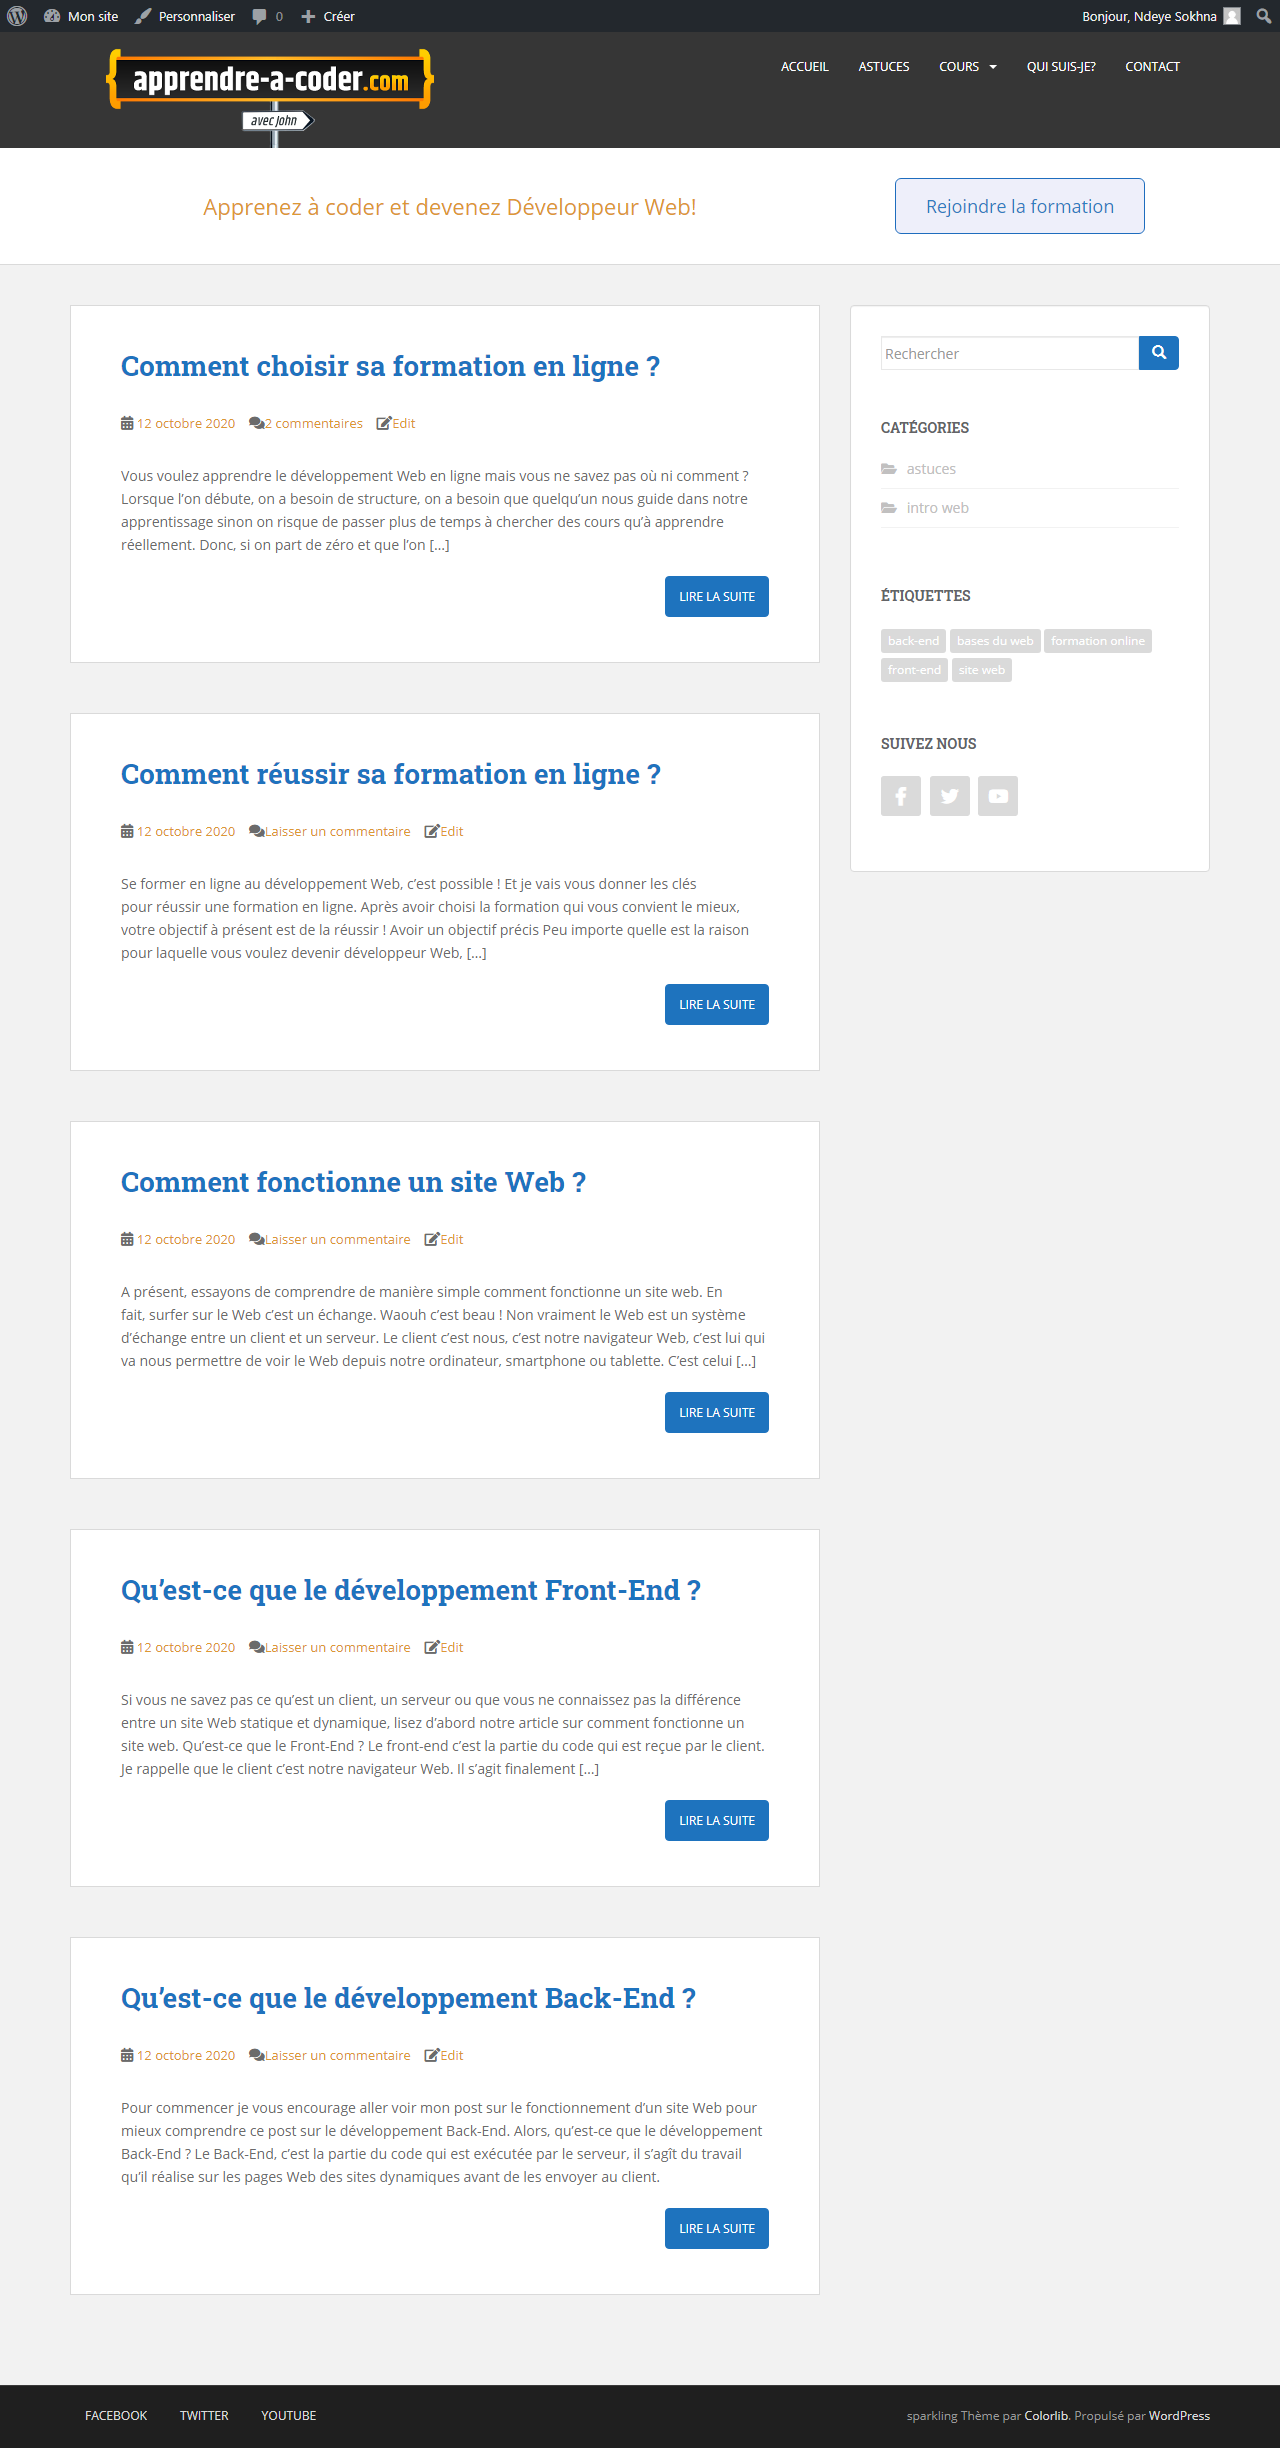 Mon site Personnaliser 0 Créer Bonjour, Ndeye Sokhna
apprendre-a-coder.com
avec John
ACCUEIL ASTUCES COURS QUI SUIS-JE? CONTACT
Apprenez à coder et devenez Développeur Web!
Rejoindre la formation
Comment choisir sa formation en ligne ?
12 octobre 2020 2 commentaires Edit
Vous voulez apprendre le développement Web en ligne mais vous ne savez pas où ni comment ?
Lorsque l’on débute, on a besoin de structure, on a besoin que quelqu’un nous guide dans notre
apprentissage sinon on risque de passer plus de temps à chercher des cours qu’à apprendre
réellement. Donc, si on part de zéro et que l’on […]
LIRE LA SUITE
Comment réussir sa formation en ligne ?
12 octobre 2020 Laisser un commentaire Edit
Se former en ligne au développement Web, c’est possible ! Et je vais vous donner les clés
pour réussir une formation en ligne. Après avoir choisi la formation qui vous convient le mieux,
votre objectif à présent est de la réussir ! Avoir un objectif précis Peu importe quelle est la raison
pour laquelle vous voulez devenir développeur Web, […]
LIRE LA SUITE
Comment fonctionne un site Web ?
12 octobre 2020 Laisser un commentaire Edit
A présent, essayons de comprendre de manière simple comment fonctionne un site web. En
fait, surfer sur le Web c’est un échange. Waouh c’est beau ! Non vraiment le Web est un système
d’échange entre un client et un serveur. Le client c’est nous, c’est notre navigateur Web, c’est lui qui
va nous permettre de voir le Web depuis notre ordinateur, smartphone ou tablette. C’est celui […]
LIRE LA SUITE
Qu’est-ce que le développement Front-End ?
12 octobre 2020 Laisser un commentaire Edit
Si vous ne savez pas ce qu’est un client, un serveur ou que vous ne connaissez pas la différence
entre un site Web statique et dynamique, lisez d’abord notre article sur comment fonctionne un
site web. Qu’est-ce que le Front-End ? Le front-end c’est la partie du code qui est reçue par le client.
Je rappelle que le client c’est notre navigateur Web. Il s’agit finalement […]
LIRE LA SUITE
Qu’est-ce que le développement Back-End ?
12 octobre 2020 Laisser un commentaire Edit
Pour commencer je vous encourage aller voir mon post sur le fonctionnement d’un site Web pour
mieux comprendre ce post sur le développement Back-End. Alors, qu’est-ce que le développement
Back-End ? Le Back-End, c’est la partie du code qui est exécutée par le serveur, il s’agît du travail
qu’il réalise sur les pages Web des sites dynamiques avant de les envoyer au client.
LIRE LA SUITE
Rechercher
CATÉGORIES
astuces
intro web
ÉTIQUETTES
back-end bases du web formation online
front-end site web
SUIVEZ NOUS
FACEBOOK TWITTER YOUTUBE
sparkling Thème par Colorlib. Propulsé par WordPress